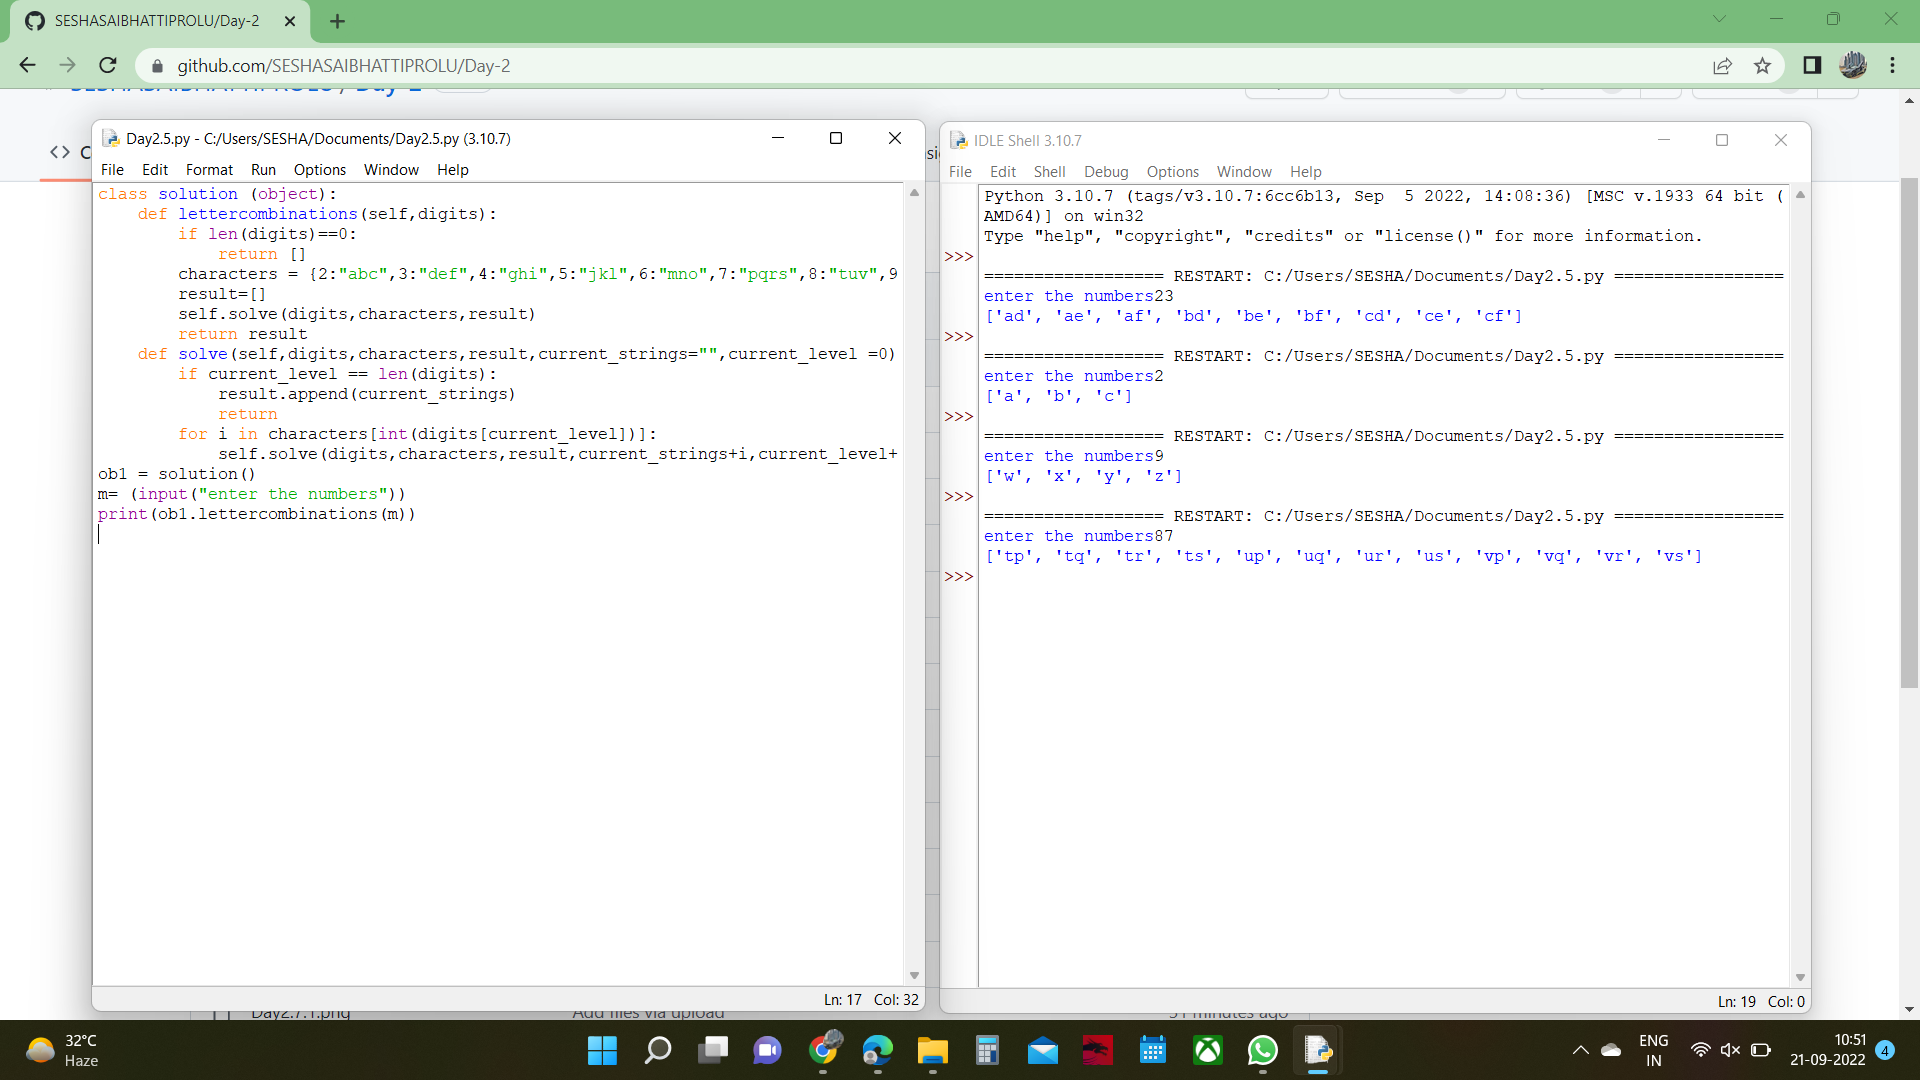 SESHASAIBHATTIPROLU/Day-2
github.com/SESHASAIBHATTIPROLU/Day-2
Day2.5.py - C:/Users/SESHA/Documents/Day2.5.py (3.10.7)
File Edit Format Run Options Window Help
class solution (object):
    def lettercombinations(self,digits):
        if len(digits)==0:
            return []
        characters = {2:"abc",3:"def",4:"ghi",5:"jkl",6:"mno",7:"pqrs",8:"tuv",9
        result=[]
        self.solve(digits,characters,result)
        return result
    def solve(self,digits,characters,result,current_strings="",current_level =0)
        if current_level == len(digits):
            result.append(current_strings)
            return
        for i in characters[int(digits[current_level])]:
            self.solve(digits,characters,result,current_strings+i,current_level+
ob1 = solution()
m= (input("enter the numbers"))
print(ob1.lettercombinations(m))
Ln: 17 Col: 32
IDLE Shell 3.10.7
File Edit Shell Debug Options Window Help
Python 3.10.7 (tags/v3.10.7:6cc6b13, Sep  5 2022, 14:08:36) [MSC v.1933 64 bit (
AMD64)] on win32
Type "help", "copyright", "credits" or "license()" for more information.
>>>
================== RESTART: C:/Users/SESHA/Documents/Day2.5.py =================
enter the numbers23
['ad', 'ae', 'af', 'bd', 'be', 'bf', 'cd', 'ce', 'cf']
>>>
================== RESTART: C:/Users/SESHA/Documents/Day2.5.py =================
enter the numbers2
['a', 'b', 'c']
>>>
================== RESTART: C:/Users/SESHA/Documents/Day2.5.py =================
enter the numbers9
['w', 'x', 'y', 'z']
>>>
================== RESTART: C:/Users/SESHA/Documents/Day2.5.py =================
enter the numbers87
['tp', 'tq', 'tr', 'ts', 'up', 'uq', 'ur', 'us', 'vp', 'vq', 'vr', 'vs']
>>>
Ln: 19 Col: 0
Day2.7.1.png Add files via upload 51 minutes ago
32°C
Haze
ENG
IN
10:51
21-09-2022
4